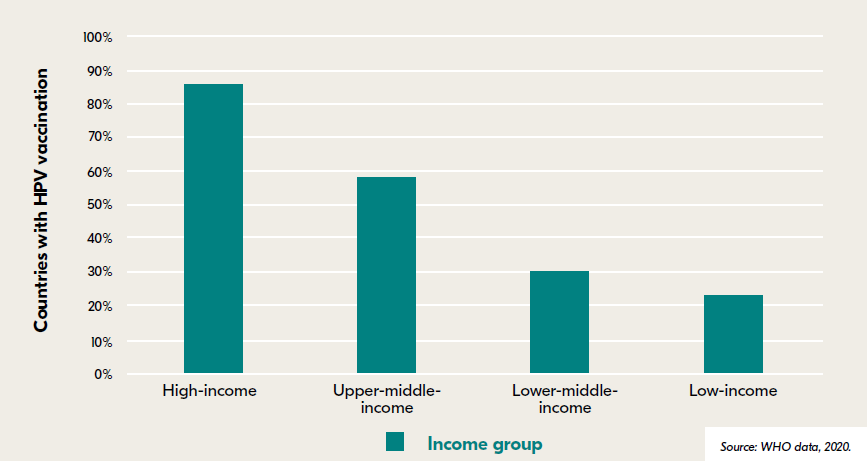 Countries with HPV vaccination
100%
90%
80%
70%
60%
50%
40%
30%
20%
10%
0%
High-income
Upper-middle-
income
Lower-middle-
income
Low-income
Income group
Source: WHO data, 2020.